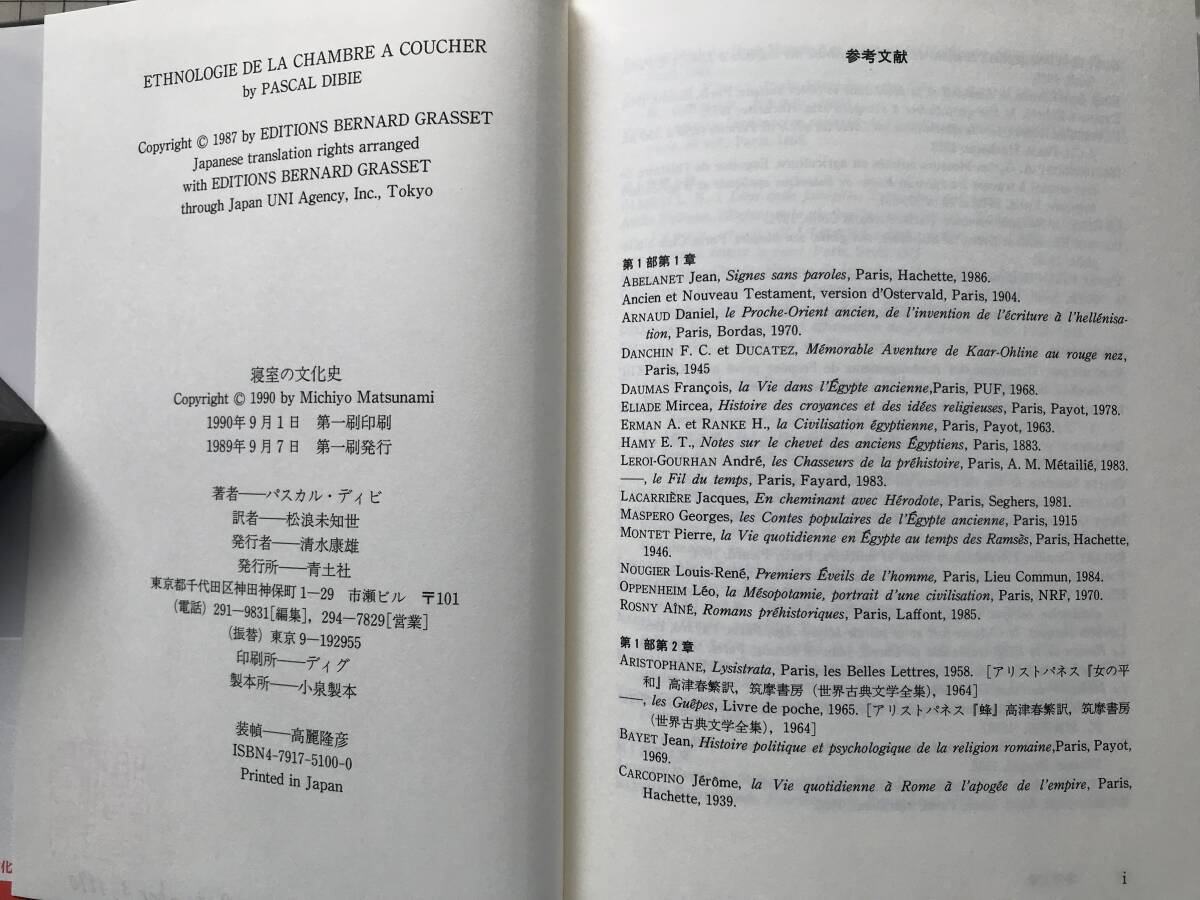 ETHNOLOGIE DE LA CHAMBRE A COUCHER
by PASCAL DIBIE
Copyright © 1987 by EDITIONS BERNARD GRASSET
Japanese translation rights arranged
with EDITIONS BERNARD GRASSET
through Japan UNI Agency, Inc., Tokyo
寝室の文化史
Copyright © 1990 by Michiyo Matsunami
1990年9月1日 第一刷印刷
1989年9月7日 第一刷発行
著者──パスカル・ディビ
訳者──松浪未知世
発行者──清水康雄
発行所──青土社
東京都千代田区神田神保町1─29 市瀬ビル 〒101
(電話) 291─9831[編集], 294─7829[営業]
(振替) 東京9─192955
印刷所──ディグ
製本所──小泉製本
装幀──高麗隆彦
ISBN4-7917-5100-0
Printed in Japan
参考文献
第1部第1章
ABELANET Jean, Signes sans paroles, Paris, Hachette, 1986.
Ancien et Nouveau Testament, version d'Ostervald, Paris, 1904.
ARNAUD Daniel, le Proche-Orient ancien, de l'invention de l'écriture à l'hellénisa-
tion, Paris, Bordas, 1970.
DANCHIN F. C. et DUCATEZ, Mémorable Aventure de Kaar-Ohline au rouge nez,
Paris, 1945
DAUMAS François, la Vie dans l'Égypte ancienne,Paris, PUF, 1968.
ELIADE Mircea, Histoire des croyances et des idées religieuses, Paris, Payot, 1978.
ERMAN A. et RANKE H., la Civilisation égyptienne, Paris, Payot, 1963.
HAMY E. T., Notes sur le chevet des anciens Égyptiens, Paris, 1883.
LEROI-GOURHAN André, les Chasseurs de la préhistoire, Paris, A. M. Métailié, 1983.
──, le Fil du temps, Paris, Fayard, 1983.
LACARRIÈRE Jacques, En cheminant avec Hérodote, Paris, Seghers, 1981.
MASPERO Georges, les Contes populaires de l'Égypte ancienne, Paris, 1915
MONTET Pierre, la Vie quotidienne en Égypte au temps des Ramsès, Paris, Hachette,
1946.
NOUGIER Louis-René, Premiers Éveils de l'homme, Paris, Lieu Commun, 1984.
OPPENHEIM Léo, la Mésopotamie, portrait d'une civilisation, Paris, NRF, 1970.
ROSNY AÎNÉ, Romans préhistoriques, Paris, Laffont, 1985.
第1部第2章
ARISTOPHANE, Lysistrata, Paris, les Belles Lettres, 1958. [アリストパネス『女の平
和』高津春繁訳, 筑摩書房 (世界古典文学全集), 1964]
──, les Guêpes, Livre de poche, 1965. [アリストパネス『蜂』高津春繁訳, 筑摩書房
(世界古典文学全集), 1964]
BAYET Jean, Histoire politique et psychologique de la religion romaine,Paris, Payot,
1969.
CARCOPINO Jérôme, la Vie quotidienne à Rome à l'apogée de l'empire, Paris,
Hachette, 1939.
i
化